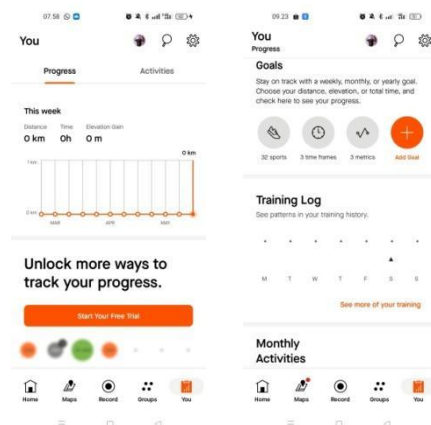 07.58
You
Progress
Activities
This week
Distance
Time
Elevation Gain
0 km
0h
0 m
0 km
1 km
0 km
MAR
APR
MAY
Unlock more ways to
track your progress.
Start Your Free Trial
Home
Maps
Record
Groups
You
09.23
You
Progress
Goals
Stay on track with a weekly, monthly, or yearly goal.
Choose your distance, elevation, or total time, and
check here to see your progress.
32 sports
3 time frames
3 metrics
Add Goal
Training Log
See patterns in your training history.
M
T
W
T
F
S
S
See more of your training
Monthly
Activities
Home
Maps
Record
Groups
You